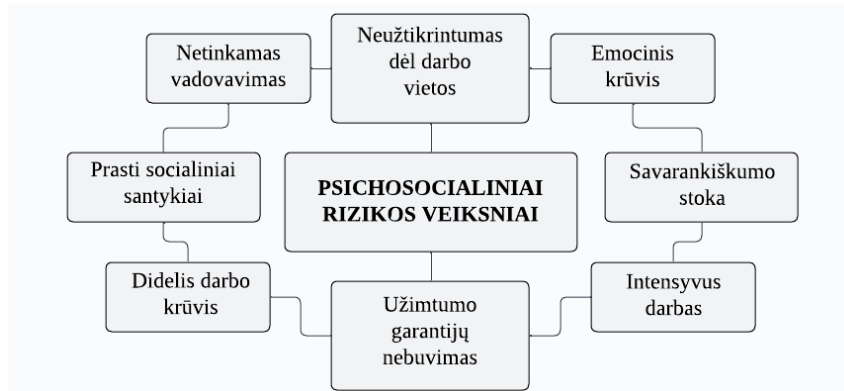 Neužtikrintumas
dėl darbo
vietos
Netinkamas
vadovavimas
Emocinis
krūvis
Prasti socialiniai
santykiai
PSICHOSOCIALINIAI
RIZIKOS VEIKSNIAI
Savarankiškumo
stoka
Didelis darbo
krūvis
Užimtumo
garantijų
nebuvimas
Intensyvus
darbas